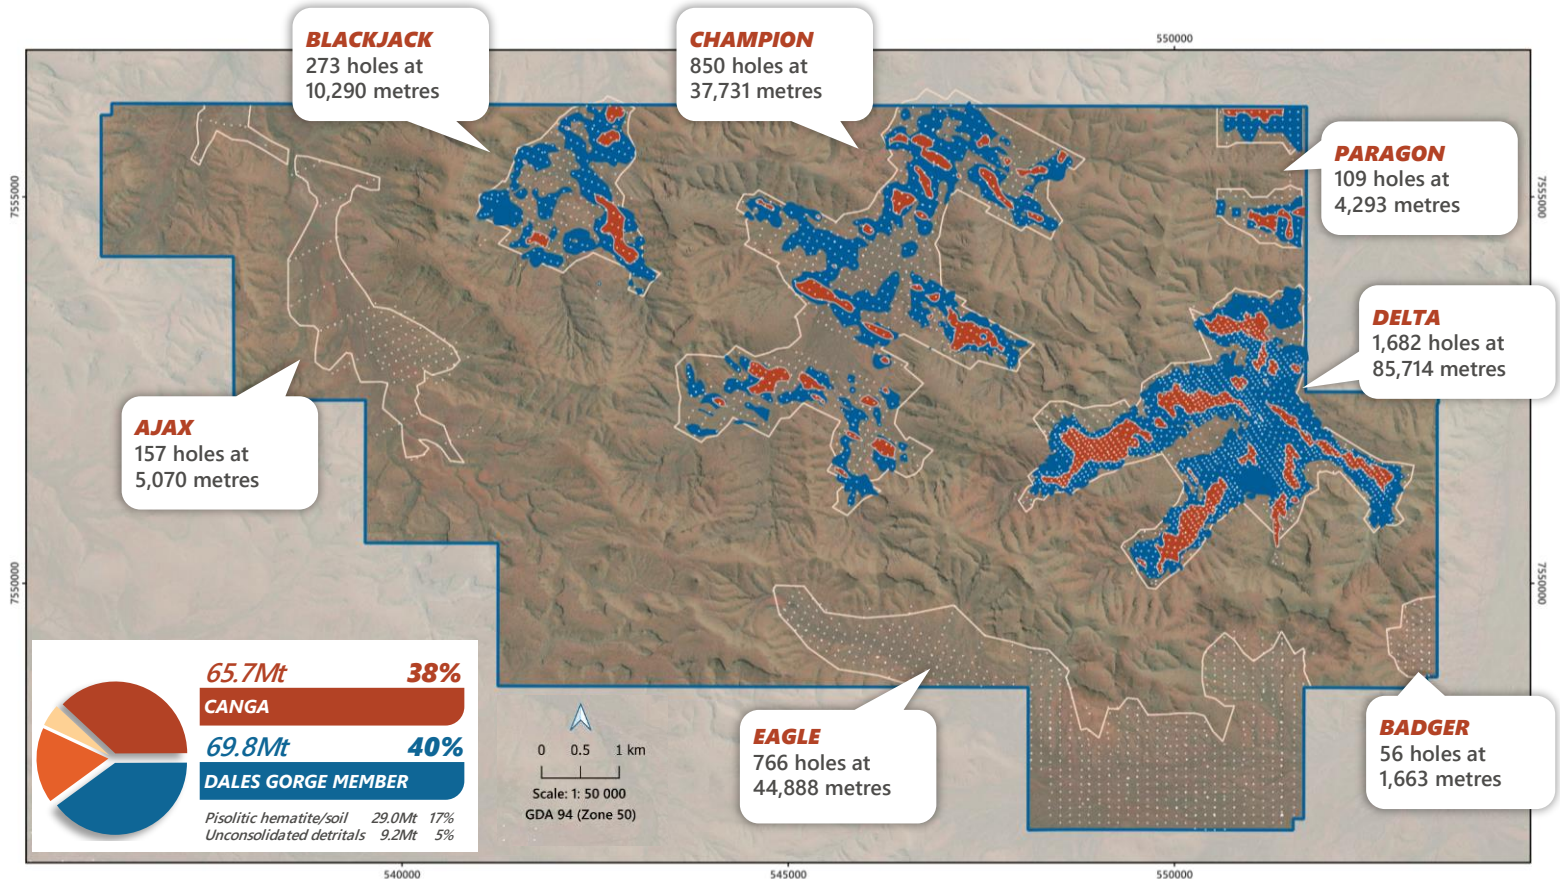 BLACKJACK
273 holes at
10,290 metres
CHAMPION
850 holes at
37,731 metres
550000
PARAGON
109 holes at
4,293 metres
7555000
7555000
DELTA
1,682 holes at
85,714 metres
AJAX
157 holes at
5,070 metres
7550000
7550000
65.7Mt 38%
CANGA
69.8Mt 40%
DALES GORGE MEMBER
Pisolitic hematite/soil 29.0Mt 17%
Unconsolidated detritals 9.2Mt 5%
0 0.5 1 km
Scale: 1: 50 000
GDA 94 (Zone 50)
EAGLE
766 holes at
44,888 metres
BADGER
56 holes at
1,663 metres
540000
545000
550000